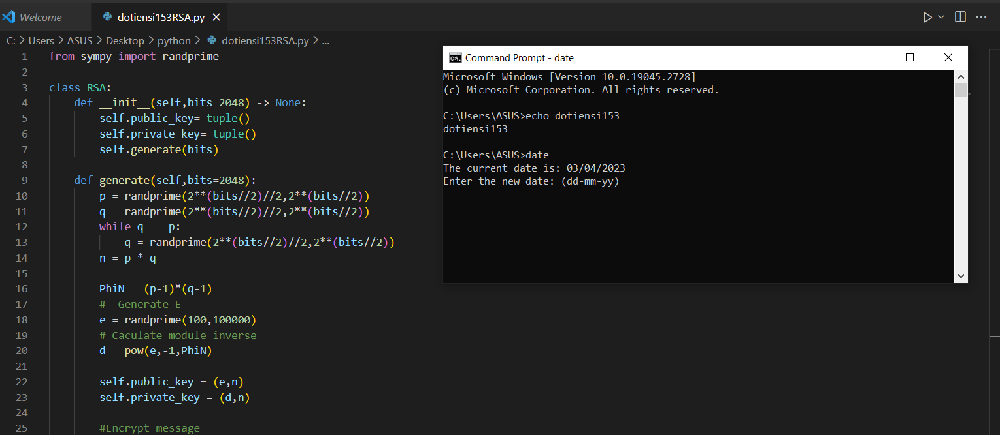 Welcome
dotiensi153RSA.py
C: > Users > ASUS > Desktop > python > dotiensi153RSA.py > ...
1 from sympy import randprime
2
3 class RSA:
4     def __init__(self,bits=2048) -> None:
5         self.public_key= tuple()
6         self.private_key= tuple()
7         self.generate(bits)
8
9     def generate(self,bits=2048):
10         p = randprime(2**(bits//2)//2,2**(bits//2))
11         q = randprime(2**(bits//2)//2,2**(bits//2))
12         while q == p:
13             q = randprime(2**(bits//2)//2,2**(bits//2))
14         n = p * q
15
16         PhiN = (p-1)*(q-1)
17         #  Generate E
18         e = randprime(100,100000)
19         # Caculate module inverse
20         d = pow(e,-1,PhiN)
21
22         self.public_key = (e,n)
23         self.private_key = (d,n)
24
25         #Encrypt message
C:\.
Command Prompt - date
Microsoft Windows [Version 10.0.19045.2728]
(c) Microsoft Corporation. All rights reserved.
C:\Users\ASUS>echo dotiensi153
dotiensi153
C:\Users\ASUS>date
The current date is: 03/04/2023
Enter the new date: (dd-mm-yy)